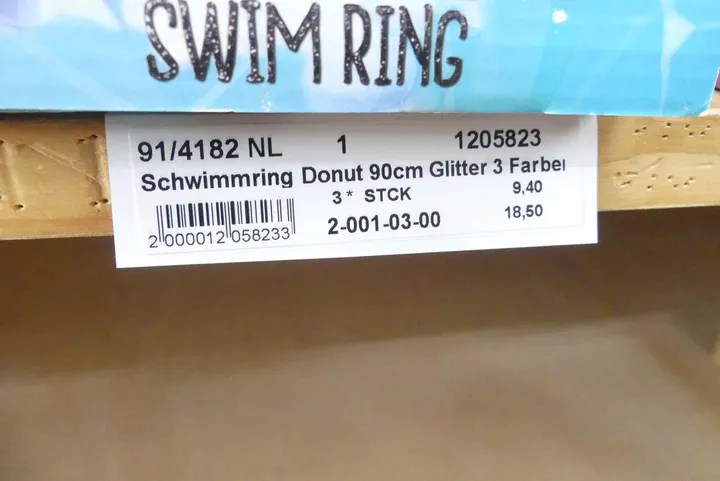 SWIM RING
91/4182 NL 1 1205823
Schwimmring Donut 90cm Glitter 3 Farbe
3 * STCK 9,40
2 000012 058233 2-001-03-00 18,50